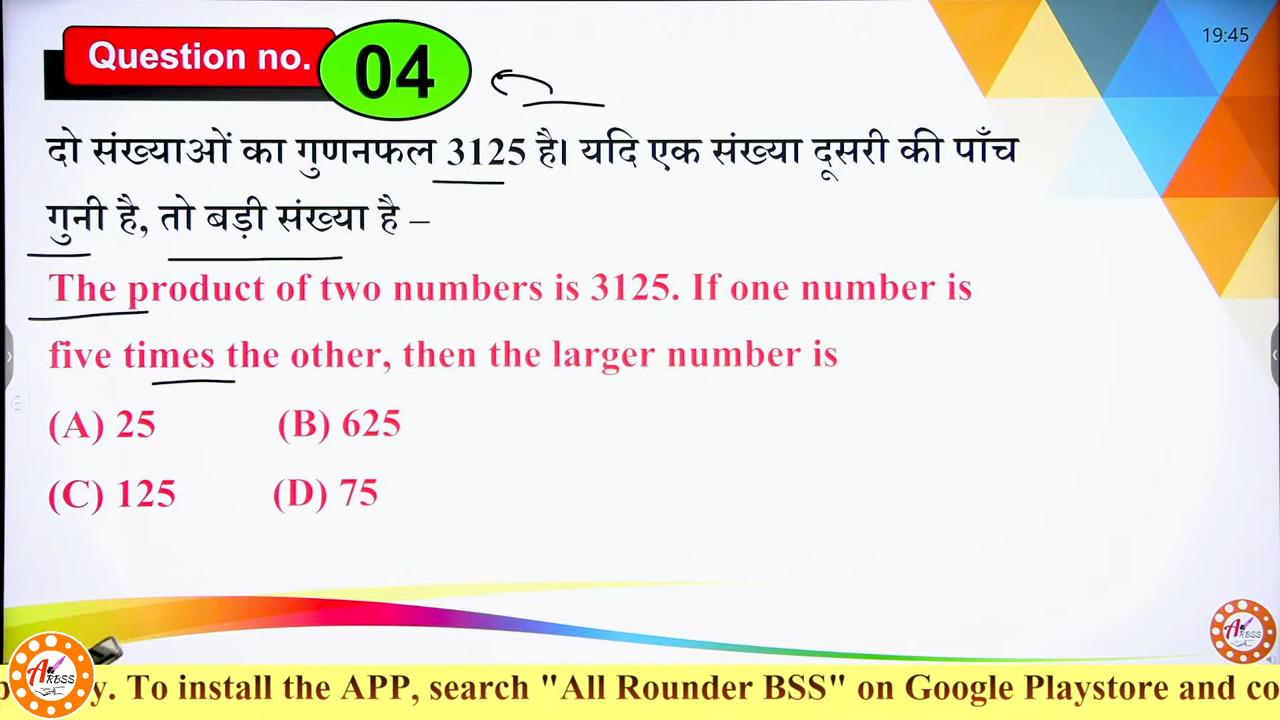 Question no. 04
19:45
दो संख्याओं का गुणनफल 3125 है। यदि एक संख्या दूसरी की पाँच
गुनी है, तो बड़ी संख्या है –
The product of two numbers is 3125. If one number is
five times the other, then the larger number is
(A) 25 (B) 625
(C) 125 (D) 75
ARBSS
ARBSS
y. To install the APP, search "All Rounder BSS" on Google Playstore and co